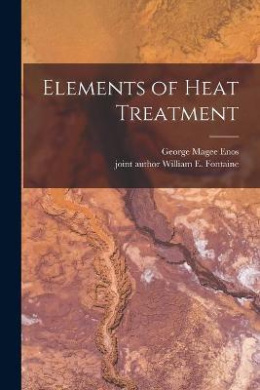 Elements of Heat
Treatment
George Magee Enos
joint author William E. Fontaine